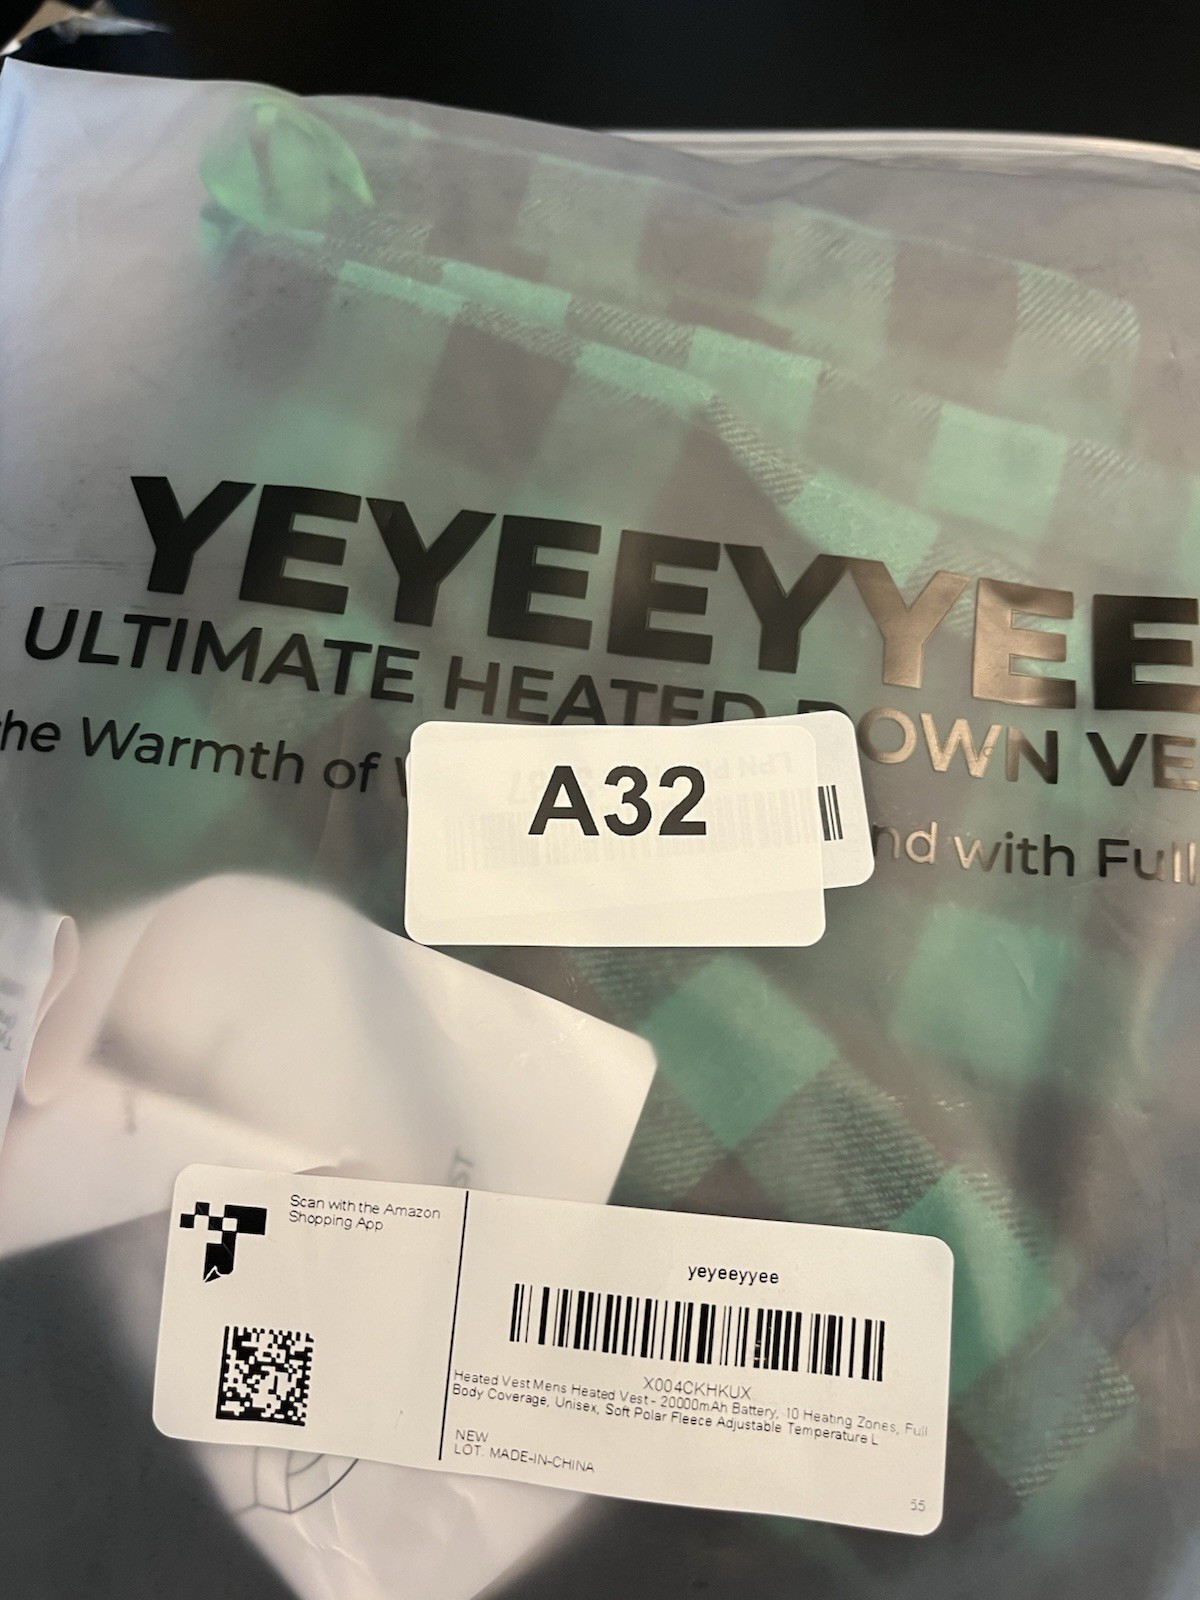 YEYEEYYEE
ULTIMATE HEATED DOWN VE
he Warmth of
nd with Full
A32
Scan with the Amazon
Shopping App
yeyeeyyee
X004CKHKUX
Heated Vest Mens Heated Vest - 20000mAh Battery, 10 Heating Zones, Full
Body Coverage, Unisex, Soft Polar Fleece Adjustable Temperature L
NEW
LOT. MADE-IN-CHINA
55